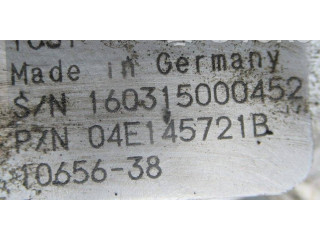 Made in Germany
S/N 160315000452
P/N 04E145721B
10656-38